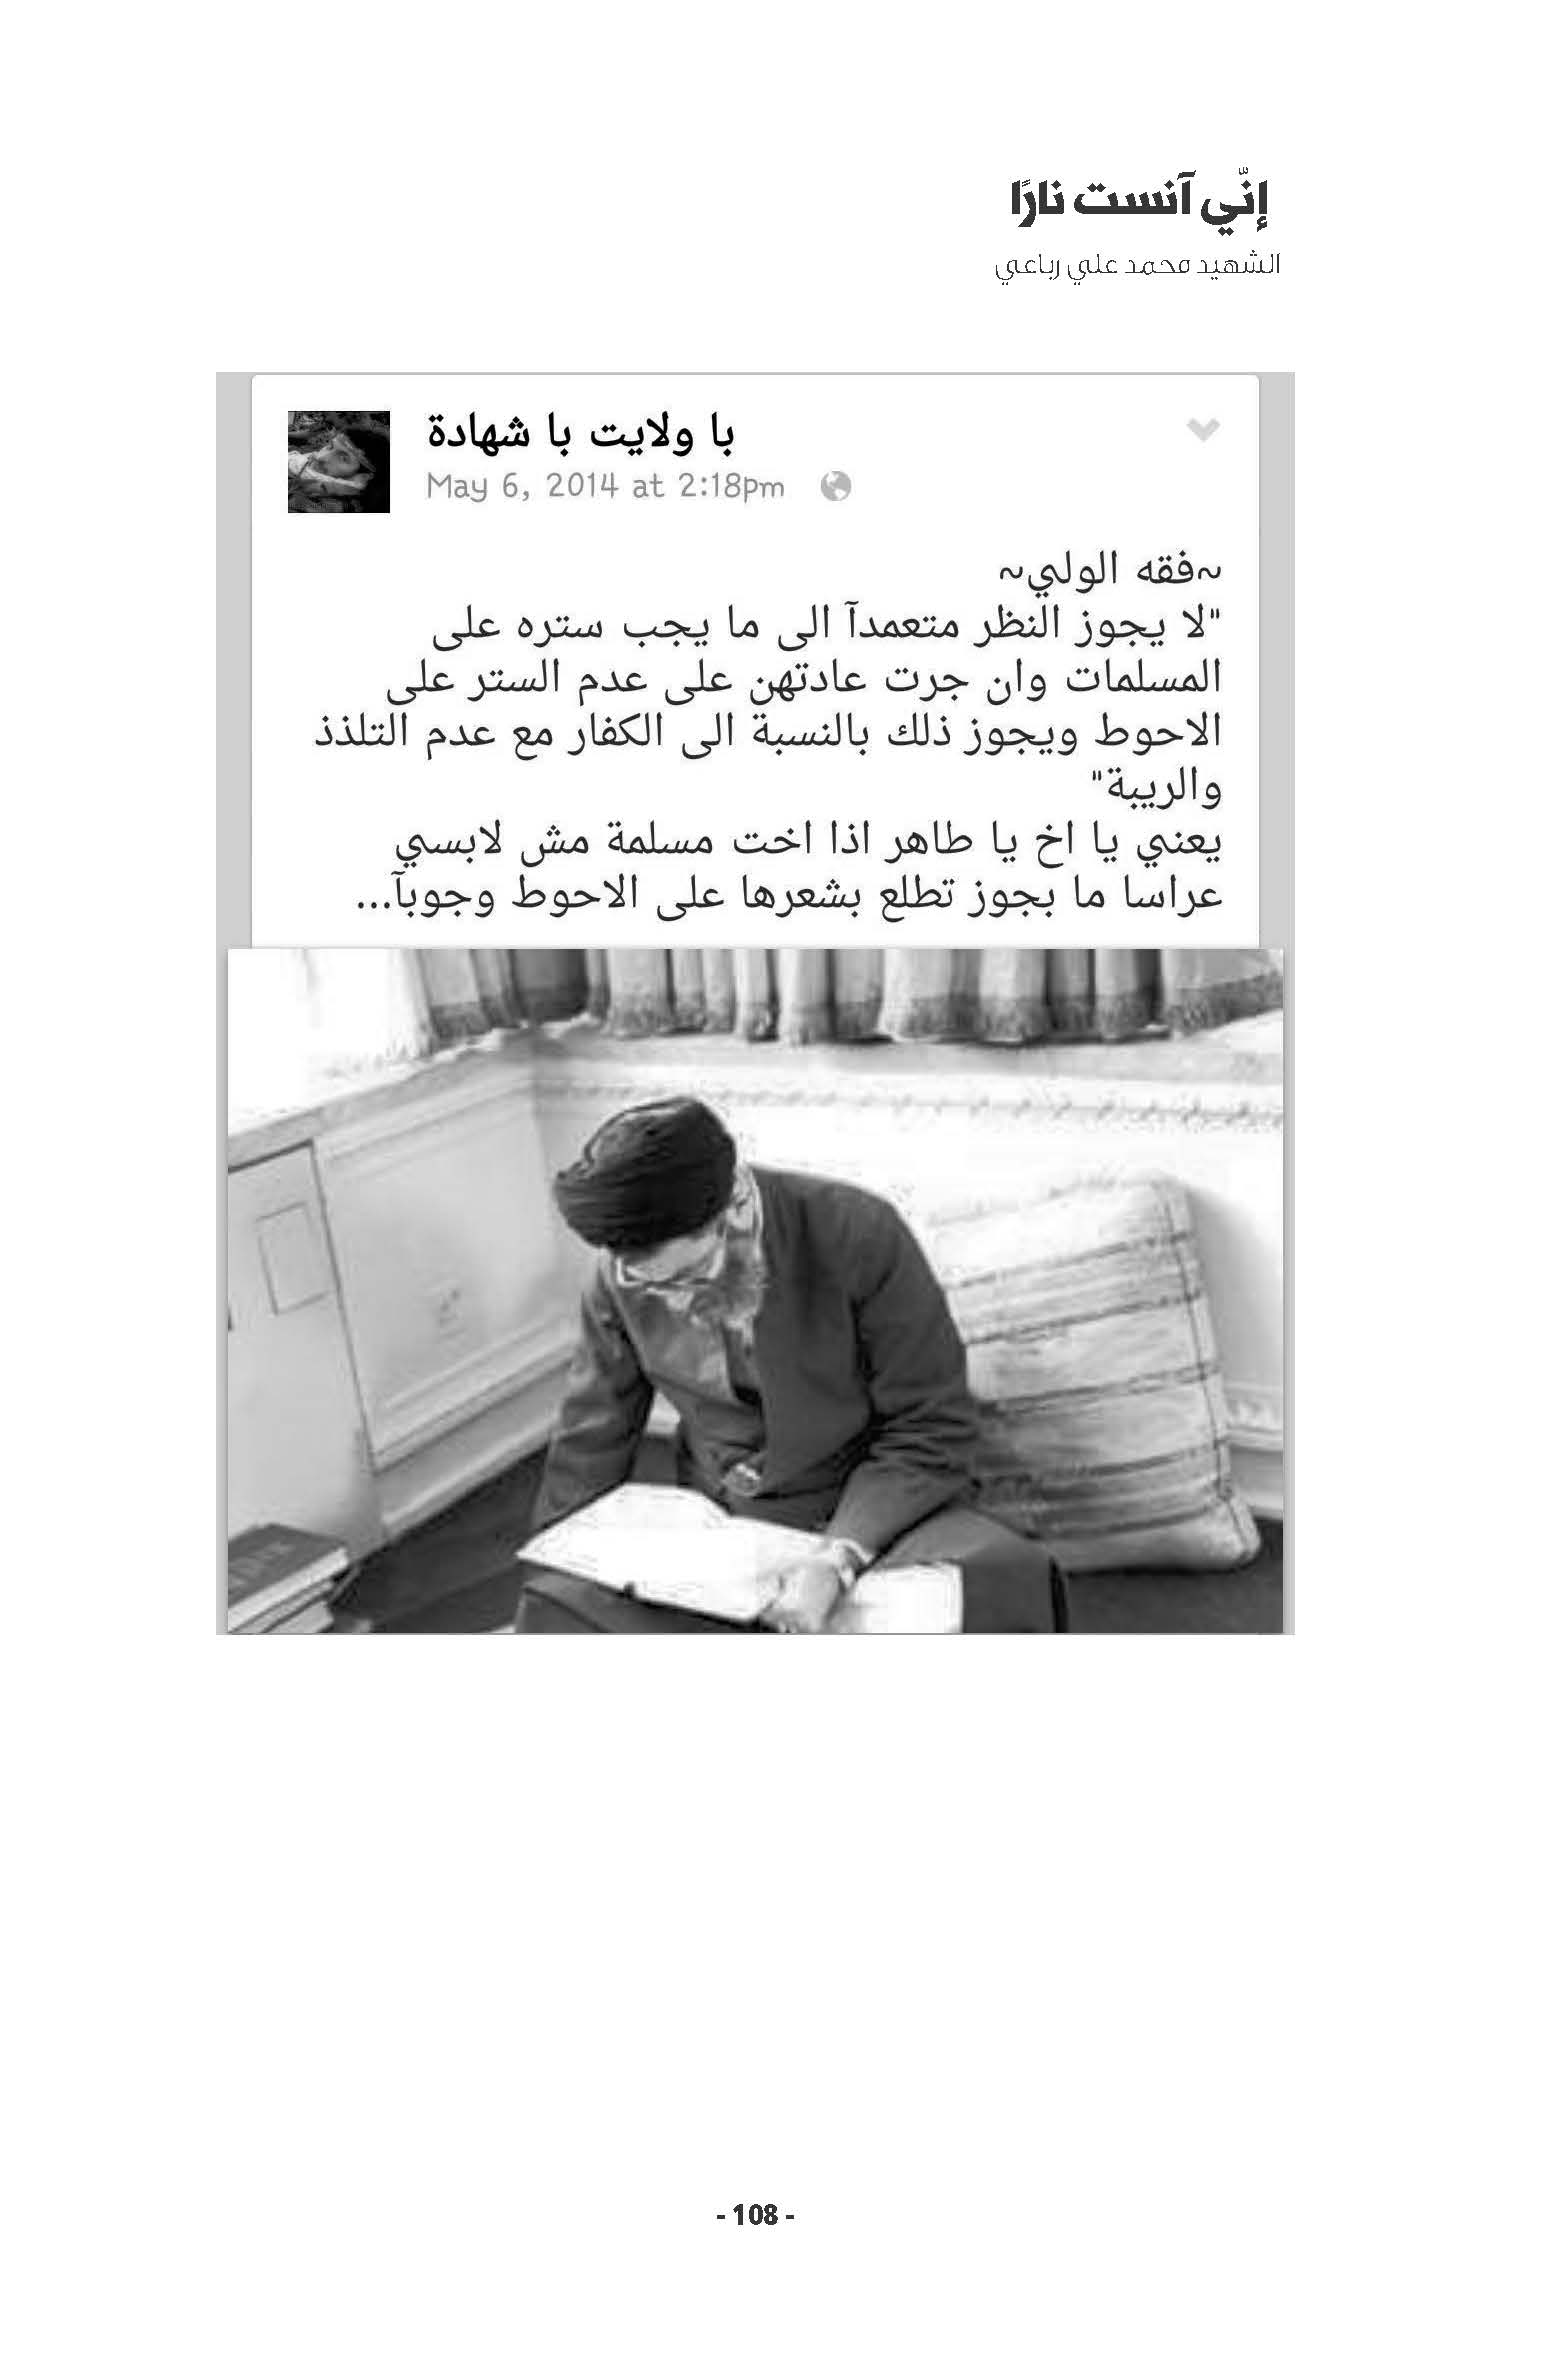 إنّي آنست نارًا
الشهيد محمد علي رباعي
با ولايت با شهادة
May 6, 2014 at 2:18pm
~فقه الولي~
"لا يجوز النظر متعمدآ الى ما يجب ستره على
المسلمات وان جرت عادتهن على عدم الستر على
الاحوط ويجوز ذلك بالنسبة الى الكفار مع عدم التلذذ
والريبة"
يعني يا اخ يا طاهر اذا اخت مسلمة مش لابسي
عراسا ما بجوز تطلع بشعرها على الاحوط وجوبآ...
- 108 -